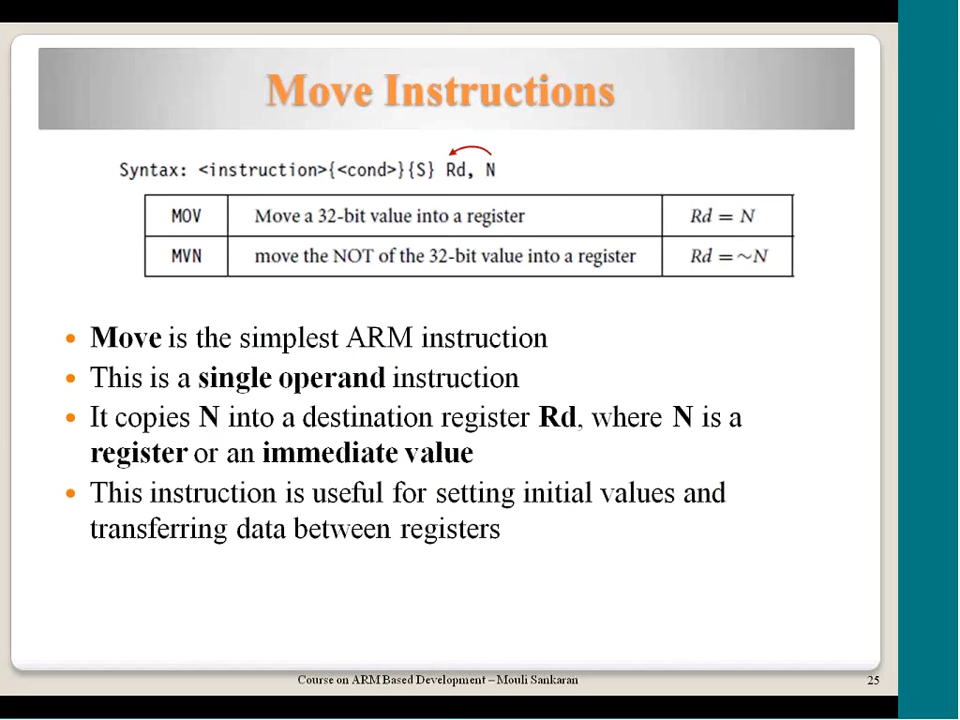 Move Instructions
Syntax: <instruction>{<cond>}{S} Rd, N
MOV Move a 32-bit value into a register Rd = N
MVN move the NOT of the 32-bit value into a register Rd = ~N
• Move is the simplest ARM instruction
• This is a single operand instruction
• It copies N into a destination register Rd, where N is a
register or an immediate value
• This instruction is useful for setting initial values and
transferring data between registers
Course on ARM Based Development – Mouli Sankaran 25